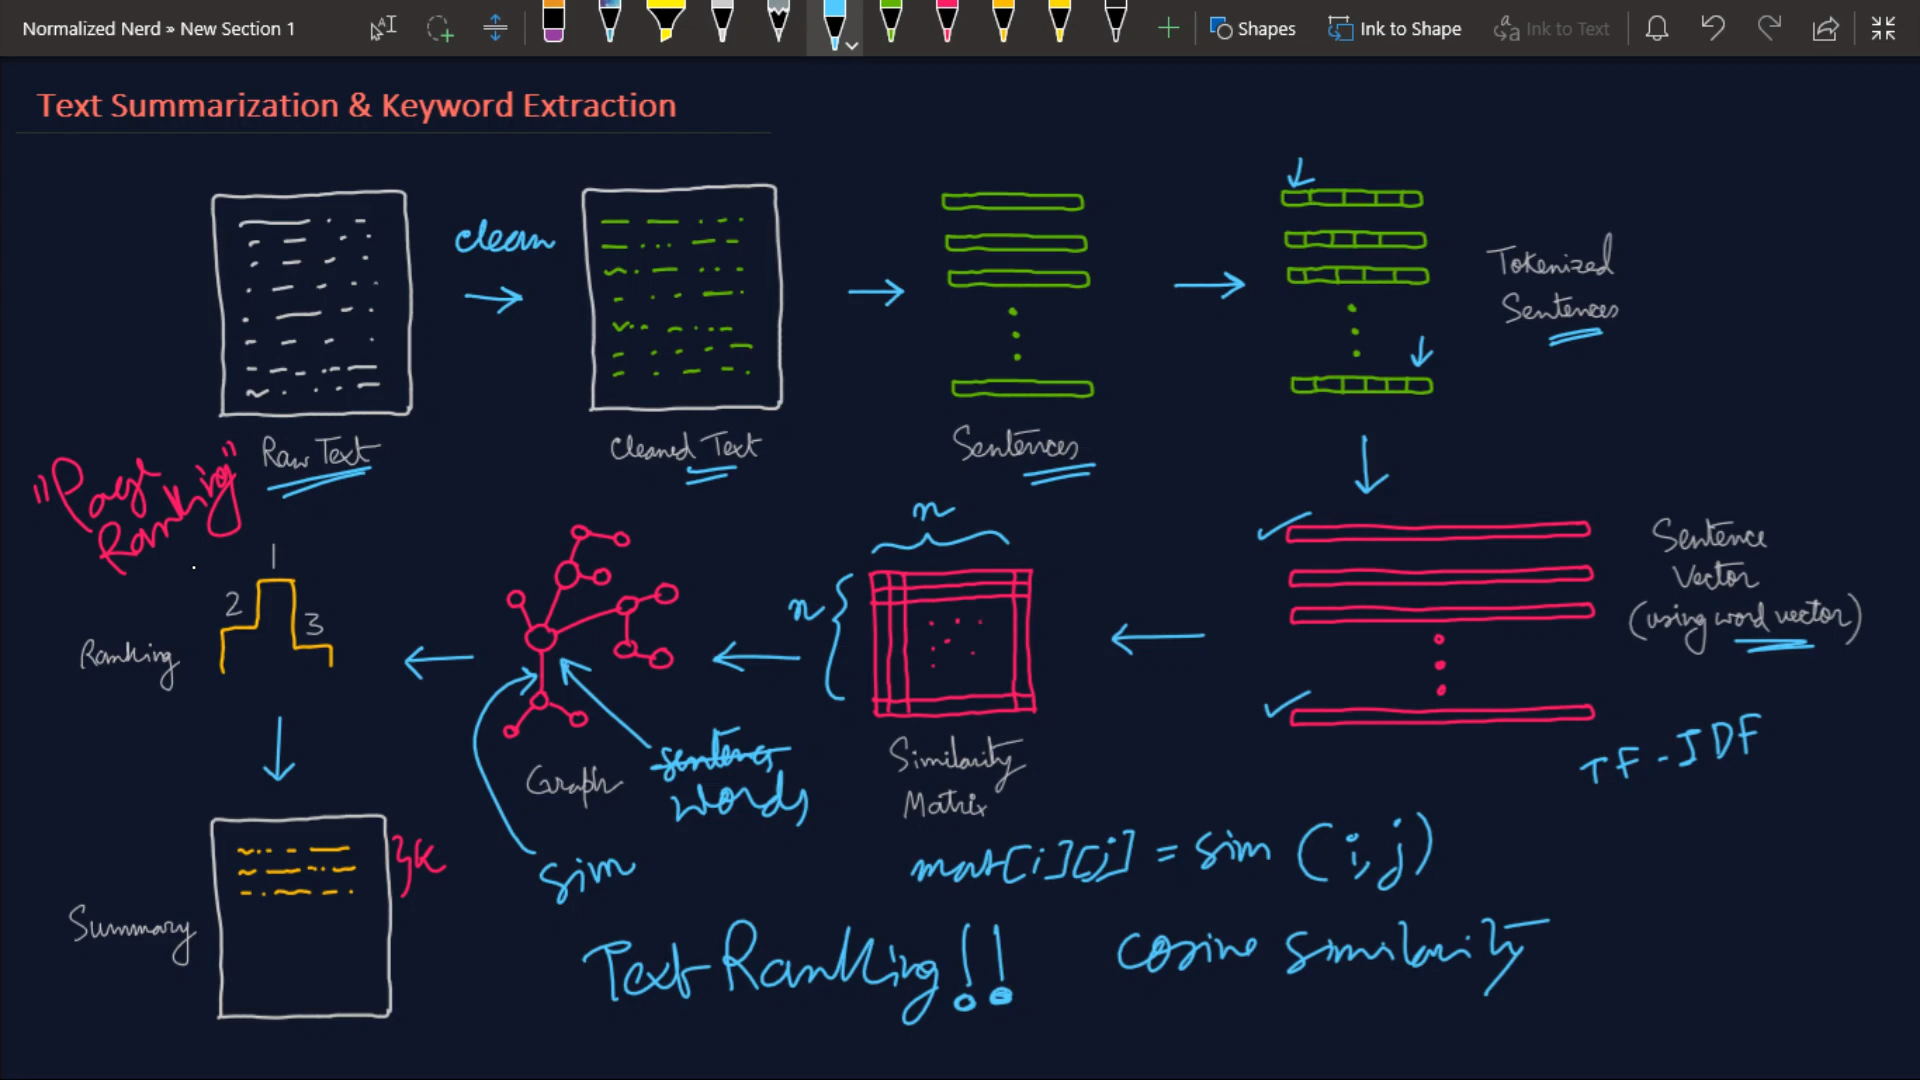 Normalized Nerd » New Section 1
Shapes
Ink to Shape
Ink to Text
Text Summarization & Keyword Extraction
clean
Tokenized
Sentences
Raw Text
Cleaned Text
Sentences
"Page
Ranking"
n
Sentence
Vector
(using word vector)
1
2
3
n
Ranking
TF-IDF
Graph
sentence
words
Similarity
Matrix
}K
sim
mat[i][j] = sim (i,j)
Summary
Text Ranking!!
cosine similarity